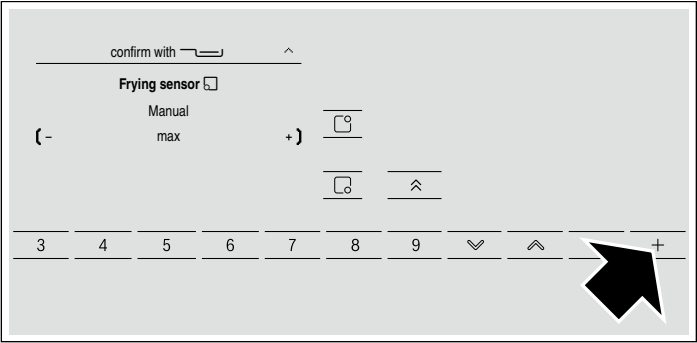 confirm with
Frying sensor
Manual
- max +
3 4 5 6 7 8 9 +